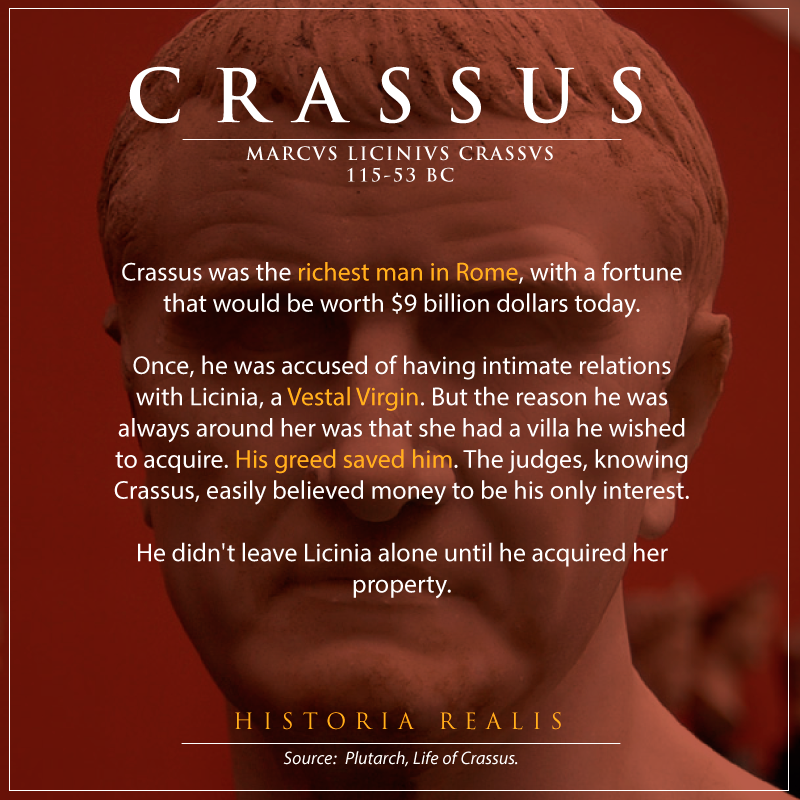 CRASSUS
MARCVS LICINIVS CRASSVS
115-53 BC
Crassus was the richest man in Rome, with a fortune
that would be worth $9 billion dollars today.
Once, he was accused of having intimate relations
with Licinia, a Vestal Virgin. But the reason he was
always around her was that she had a villa he wished
to acquire. His greed saved him. The judges, knowing
Crassus, easily believed money to be his only interest.
He didn't leave Licinia alone until he acquired her
property.
HISTORIA REALIS
Source: Plutarch, Life of Crassus.